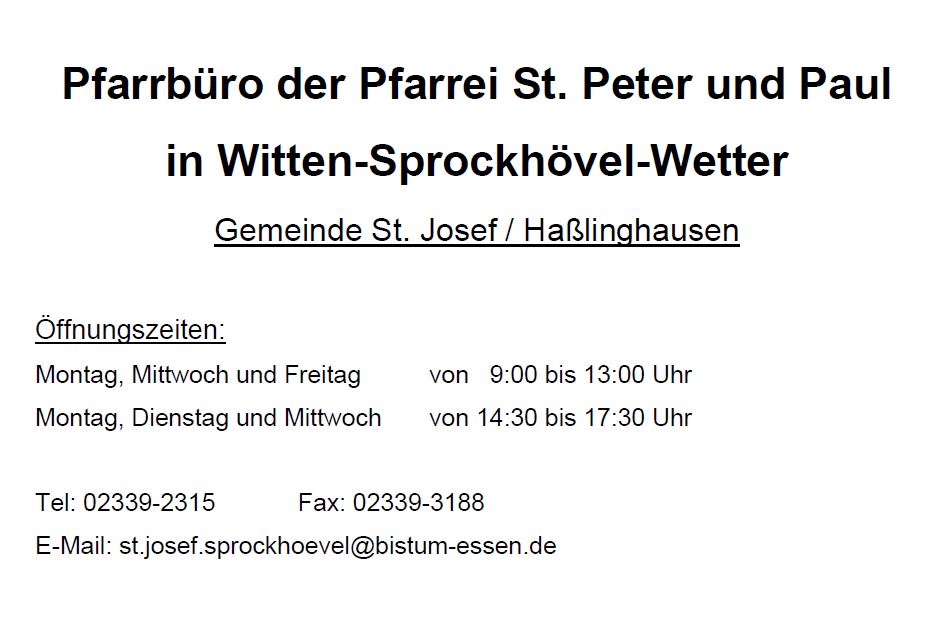 Pfarrbüro der Pfarrei St. Peter und Paul
in Witten-Sprockhövel-Wetter
Gemeinde St. Josef / Haßlinghausen
Öffnungszeiten:
Montag, Mittwoch und Freitag von 9:00 bis 13:00 Uhr
Montag, Dienstag und Mittwoch von 14:30 bis 17:30 Uhr
Tel: 02339-2315 Fax: 02339-3188
E-Mail: st.josef.sprockhoevel@bistum-essen.de